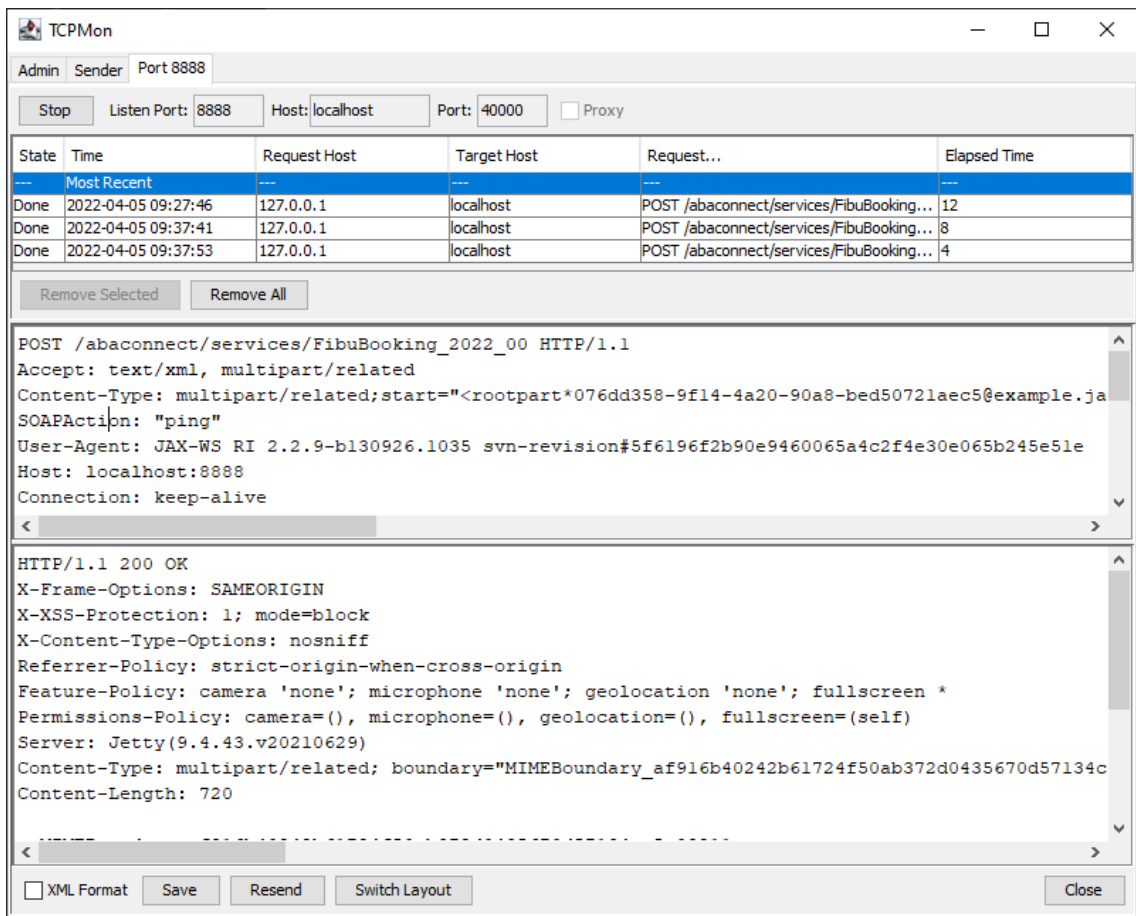 TCPMon
Admin Sender Port 8888
Stop Listen Port: 8888 Host: localhost Port: 40000 Proxy
State Time Request Host Target Host Request... Elapsed Time
--- Most Recent --- --- --- ---
Done 2022-04-05 09:27:46 127.0.0.1 localhost POST /abaconnect/services/FibuBooking... 12
Done 2022-04-05 09:37:41 127.0.0.1 localhost POST /abaconnect/services/FibuBooking... 8
Done 2022-04-05 09:37:53 127.0.0.1 localhost POST /abaconnect/services/FibuBooking... 4
Remove Selected Remove All
POST /abaconnect/services/FibuBooking_2022_00 HTTP/1.1
Accept: text/xml, multipart/related
Content-Type: multipart/related;start="<rootpart*076dd358-9f14-4a20-90a8-bed50721aec5@example.ja
SOAPAction: "ping"
User-Agent: JAX-WS RI 2.2.9-b130926.1035 svn-revision#5f6196f2b90e9460065a4c2f4e30e065b245e51e
Host: localhost:8888
Connection: keep-alive
HTTP/1.1 200 OK
X-Frame-Options: SAMEORIGIN
X-XSS-Protection: 1; mode=block
X-Content-Type-Options: nosniff
Referrer-Policy: strict-origin-when-cross-origin
Feature-Policy: camera 'none'; microphone 'none'; geolocation 'none'; fullscreen *
Permissions-Policy: camera=(), microphone=(), geolocation=(), fullscreen=(self)
Server: Jetty(9.4.43.v20210629)
Content-Type: multipart/related; boundary="MIMEBoundary_af916b40242b61724f50ab372d0435670d57134c
Content-Length: 720
XML Format Save Resend Switch Layout Close